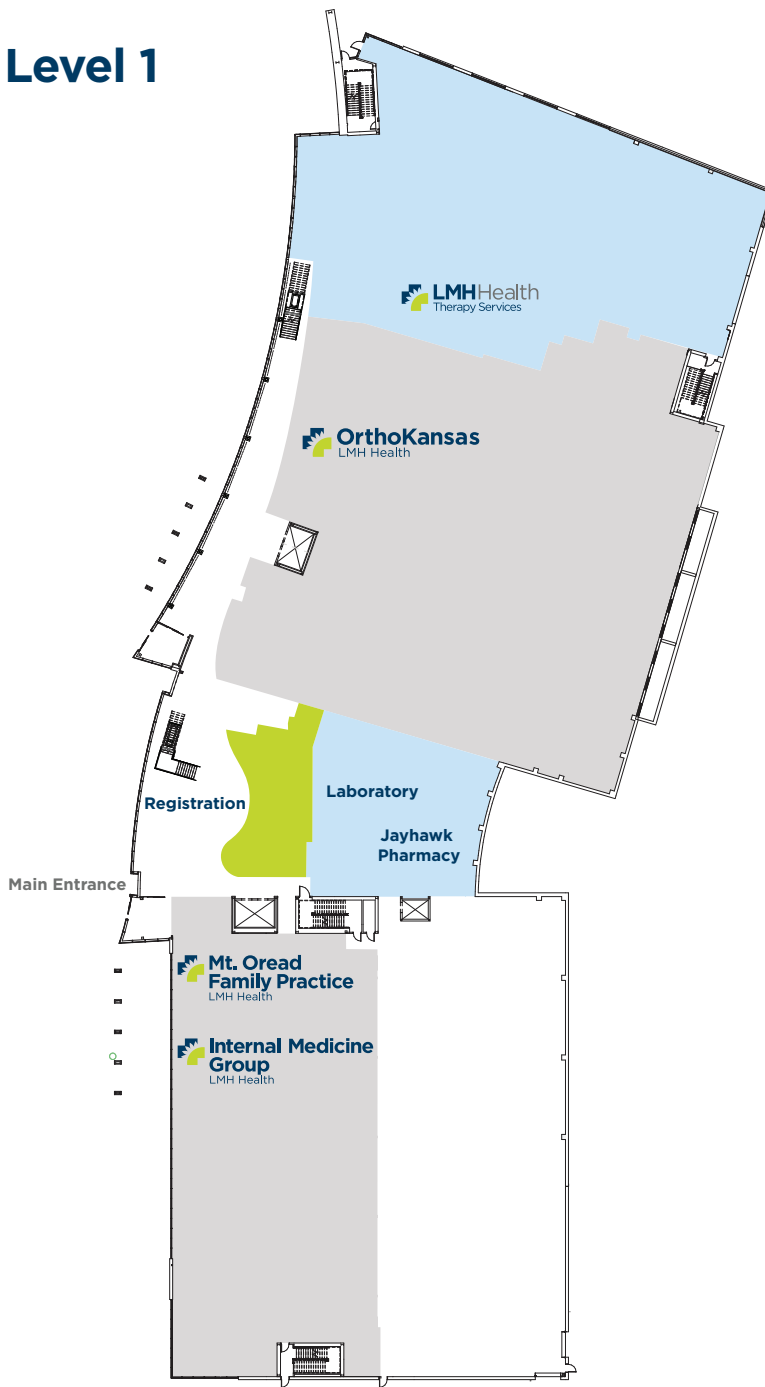 Level 1
LMHHealth
Therapy Services
OrthoKansas
LMH Health
Registration
Laboratory
Jayhawk
Pharmacy
Main Entrance
Mt. Oread
Family Practice
LMH Health
Internal Medicine
Group
LMH Health